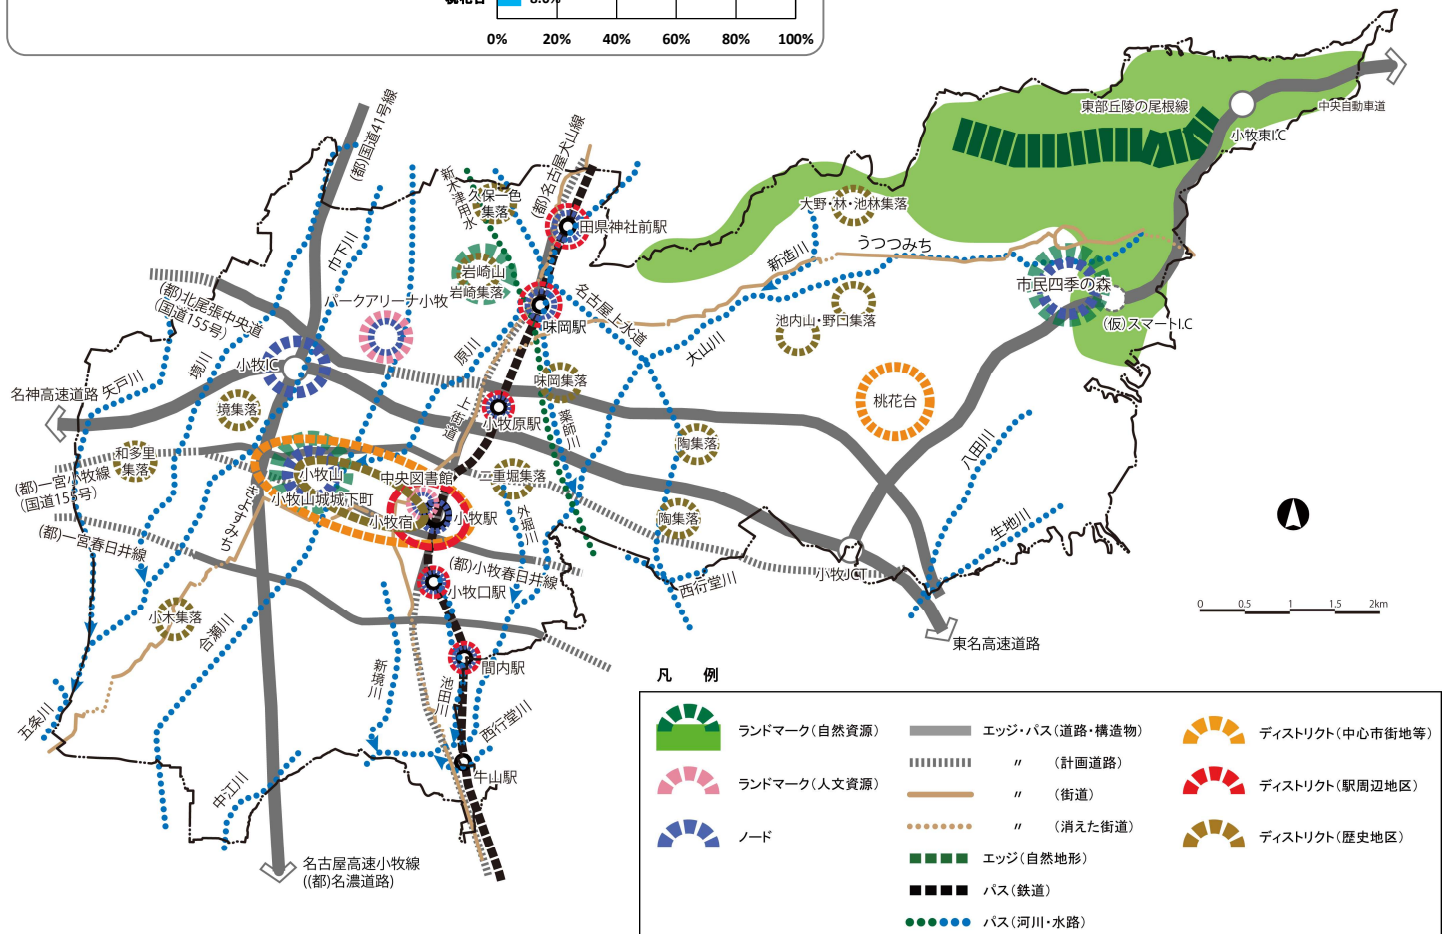 桃花台
8.0%
0% 20% 40% 60% 80% 100%
(都)国道41号線
(都)名古屋犬山線
新木津用水
久保一色
集落
田県神社前駅
岩崎山
岩崎集落
巾下川
パークアリーナ小牧
(都)北尾張中央道
(国道155号)
味岡駅
名古屋上水道
大山川
新造川
うつつみち
大野・林・池林集落
池内山・野口集落
東部丘陵の尾根線
中央自動車道
小牧東I.C
市民四季の森
(仮)スマートI.C
桃花台
小牧IC
境川
矢戸川
名神高速道路
境集落
原川
上街道
小牧原駅
味岡集落
薬師川
和多里
集落
(都)一宮小牧線
(国道155号)
小牧山
小牧山城城下町
中央図書館
小牧宿
小牧駅
二重堀集落
外堀川
陶集落
陶集落
きよすみち
(都)一宮春日井線
(都)小牧春日井線
小牧口駅
西行堂川
小牧JCT
八田川
生地川
東名高速道路
小木集落
合瀬川
間内駅
新境川
池田川
西行堂川
五条川
牛山駅
中江川
名古屋高速小牧線
((都)名濃道路)
0 0.5 1 1.5 2km
凡 例
ランドマーク(自然資源)
ランドマーク(人文資源)
ノード
エッジ・パス(道路・構造物)
〃 (計画道路)
〃 (街道)
〃 (消えた街道)
エッジ(自然地形)
パス(鉄道)
パス(河川・水路)
ディストリクト(中心市街地等)
ディストリクト(駅周辺地区)
ディストリクト(歴史地区)